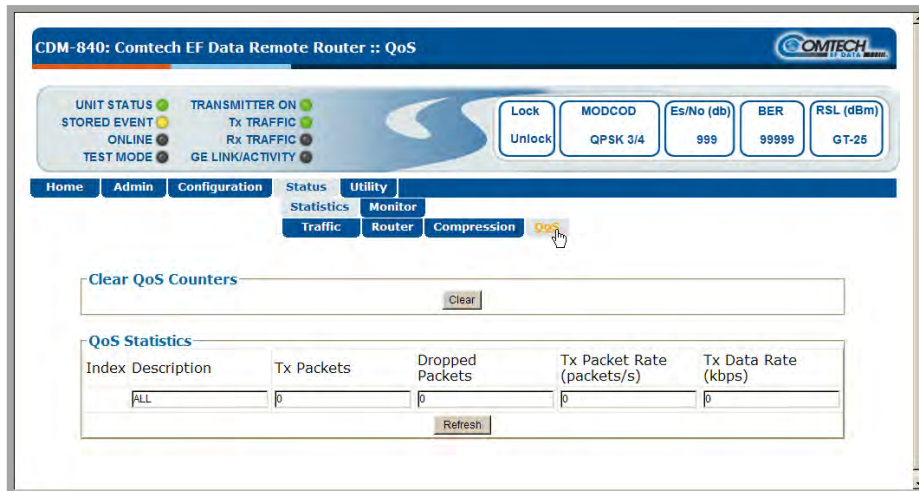 CDM-840: Comtech EF Data Remote Router :: QoS
COMTECH
EF DATA
UNIT STATUS TRANSMITTER ON
STORED EVENT Tx TRAFFIC
ONLINE Rx TRAFFIC
TEST MODE GE LINK/ACTIVITY
Lock MODCOD Es/No (db) BER RSL (dBm)
Unlock QPSK 3/4 999 99999 GT-25
Home Admin Configuration Status Utility
Statistics Monitor
Traffic Router Compression QoS
Clear QoS Counters
Clear
QoS Statistics
Index Description Tx Packets Dropped Packets Tx Packet Rate (packets/s) Tx Data Rate (kbps)
ALL 0 0 0 0
Refresh